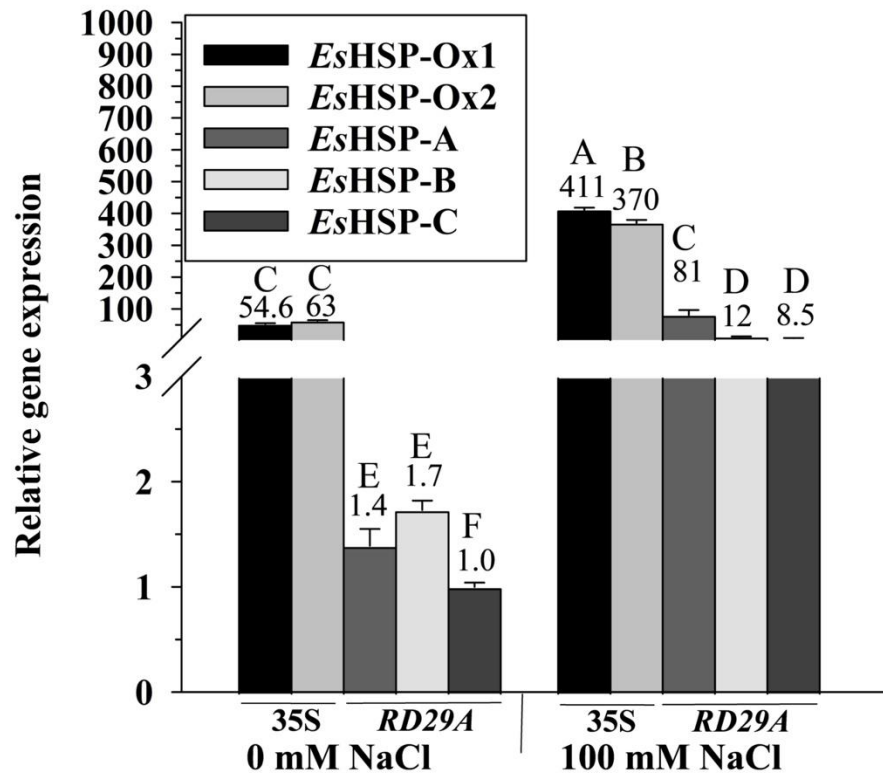 Relative gene expression
1000
900
800
700
600
500
400
300
200
100
3
2
1
0
EsHSP-Ox1
EsHSP-Ox2
EsHSP-A
EsHSP-B
EsHSP-C
C
54.6
C
63
E
1.4
E
1.7
F
1.0
A
411
B
370
C
81
D
12
D
8.5
35S RD29A 35S RD29A
0 mM NaCl 100 mM NaCl